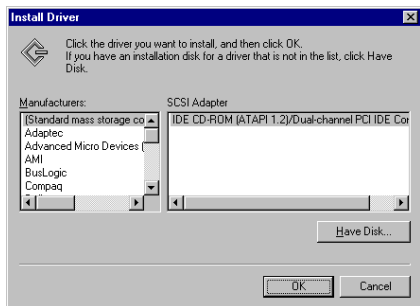 Install Driver
Click the driver you want to install, and then click OK.
If you have an installation disk for a driver that is not in the list, click Have
Disk.
Manufacturers:
SCSI Adapter
(Standard mass storage co
Adaptec
Advanced Micro Devices (
AMI
BusLogic
Compaq
IDE CD-ROM (ATAPI 1.2)/Dual-channel PCI IDE Con
Have Disk...
OK
Cancel